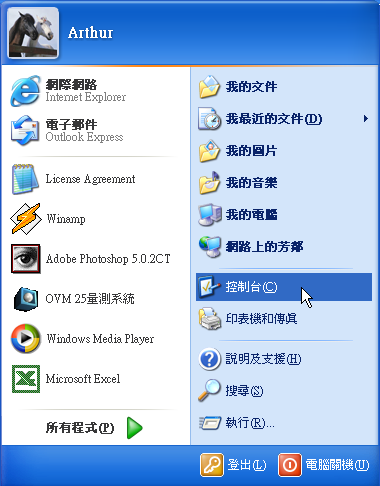 Arthur
網際網路
Internet Explorer
電子郵件
Outlook Express
License Agreement
Winamp
Adobe Photoshop 5.0.2CT
OVM 25量測系統
Windows Media Player
Microsoft Excel
所有程式(P)
我的文件
我最近的文件(D)
我的圖片
我的音樂
我的電腦
網路上的芳鄰
控制台(C)
印表機和傳真
說明及支援(H)
搜尋(S)
執行(R)...
登出(L)
電腦關機(U)